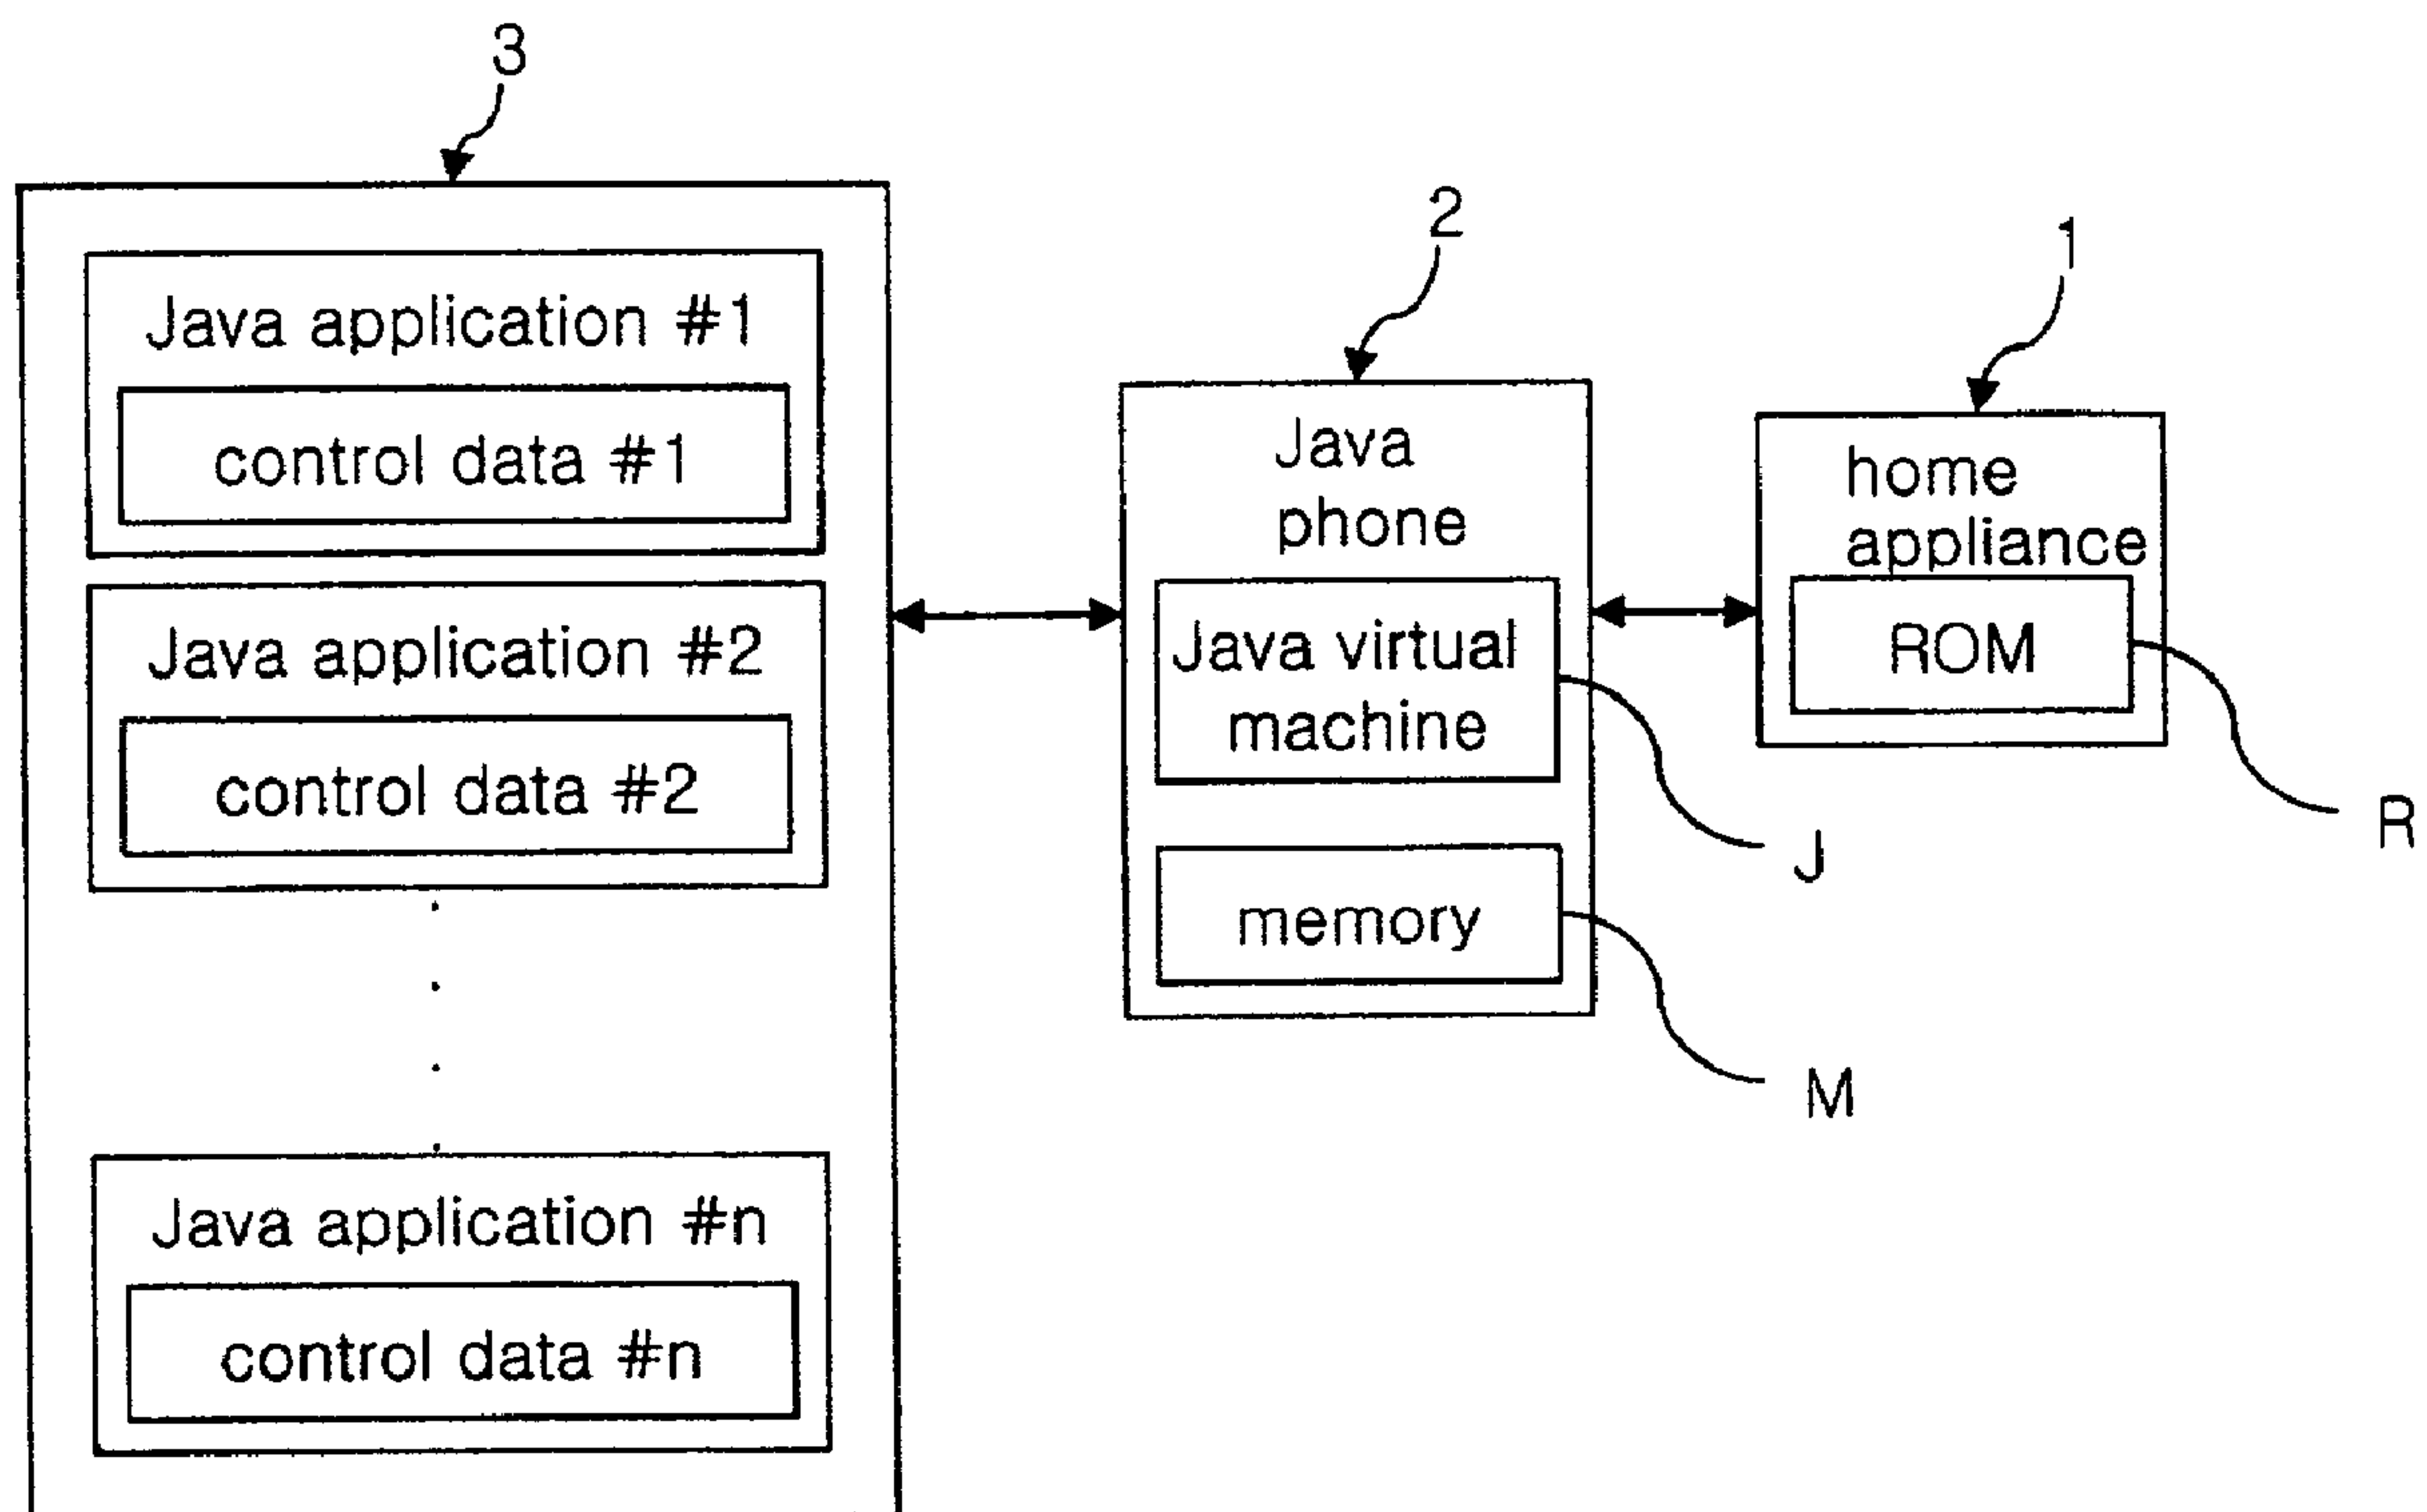 3
Java application #1
control data #1
Java application #2
control data #2
Java application #n
control data #n
2
Java
phone
Java virtual
machine
memory
J
M
1
home
appliance
ROM
R